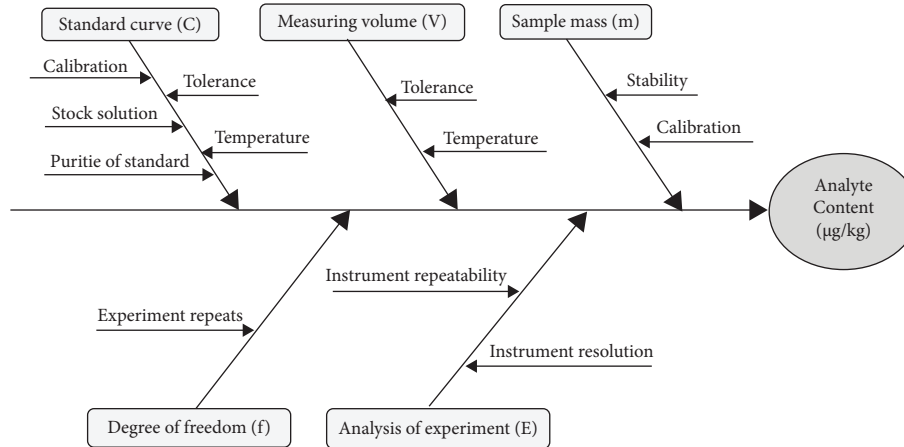 Standard curve (C)
Measuring volume (V)
Sample mass (m)
Calibration
Tolerance
Stock solution
Temperature
Puritie of standard
Tolerance
Temperature
Stability
Calibration
Analyte
Content
(µg/kg)
Instrument repeatability
Experiment repeats
Instrument resolution
Degree of freedom (f)
Analysis of experiment (E)